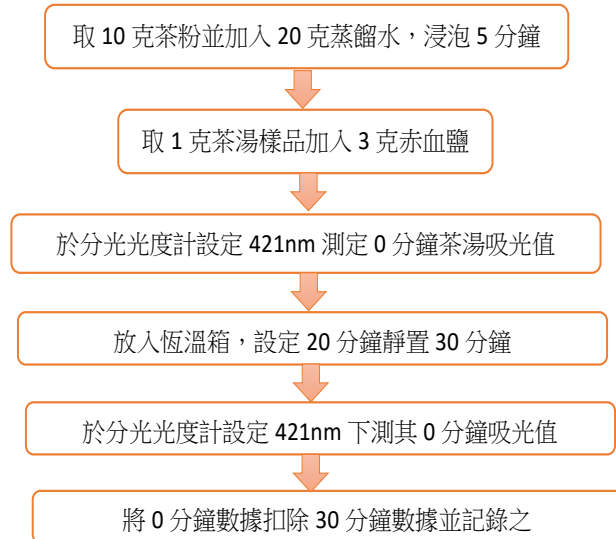 取 10 克茶粉並加入 20 克蒸餾水，浸泡 5 分鐘
取 1 克茶湯樣品加入 3 克赤血鹽
於分光光度計設定 421nm 測定 0 分鐘茶湯吸光值
放入恆溫箱，設定 20 分鐘靜置 30 分鐘
於分光光度計設定 421nm 下測其 0 分鐘吸光值
將 0 分鐘數據扣除 30 分鐘數據並記錄之